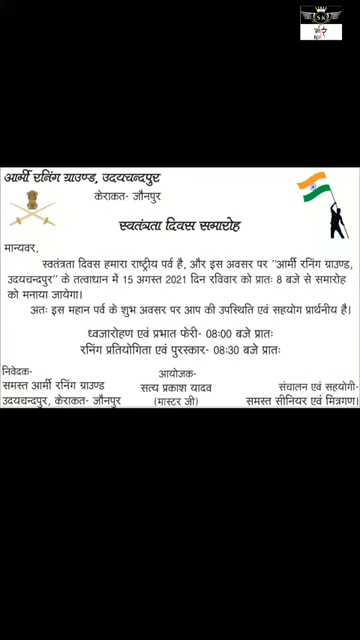 SK
आर्मी रनिंग ग्राउण्ड, उदयचन्दपुर
केराकत- जौनपुर
स्वतंत्रता दिवस समारोह
मान्यवर,
स्वतंत्रता दिवस हमारा राष्ट्रीय पर्व है, और इस अवसर पर "आर्मी रनिंग ग्राउण्ड,
उदयचन्दपुर" के तत्वाधान में 15 अगस्त 2021 दिन रविवार को प्रातः 8 बजे से समारोह
को मनाया जायेगा।
अतः इस महान पर्व के शुभ अवसर पर आप की उपस्थिति एवं सहयोग प्रार्थनीय है।
ध्वजारोहण एवं प्रभात फेरी- 08:00 बजे प्रातः
रनिंग प्रतियोगिता एवं पुरस्कार- 08:30 बजे प्रातः
निवेदक-
समस्त आर्मी रनिंग ग्राउण्ड
उदयचन्दपुर, केराकत- जौनपुर
आयोजक-
सत्य प्रकाश यादव
(मास्टर जी)
संचालन एवं सहयोगी-
समस्त सीनियर एवं मित्रगण।